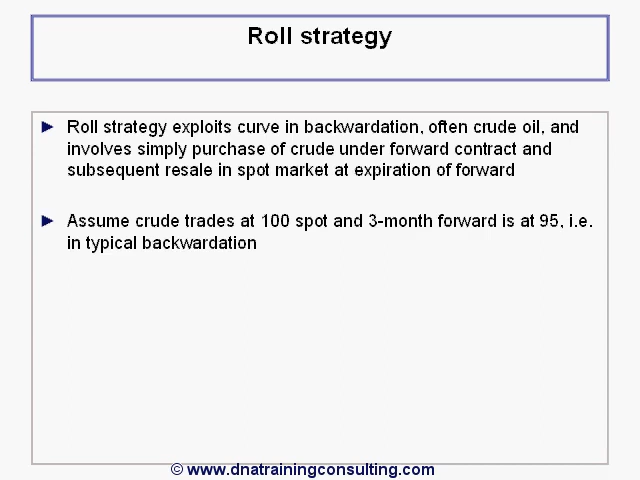 Roll strategy
► Roll strategy exploits curve in backwardation, often crude oil, and
involves simply purchase of crude under forward contract and
subsequent resale in spot market at expiration of forward
► Assume crude trades at 100 spot and 3-month forward is at 95, i.e.
in typical backwardation
© www.dnatrainingconsulting.com